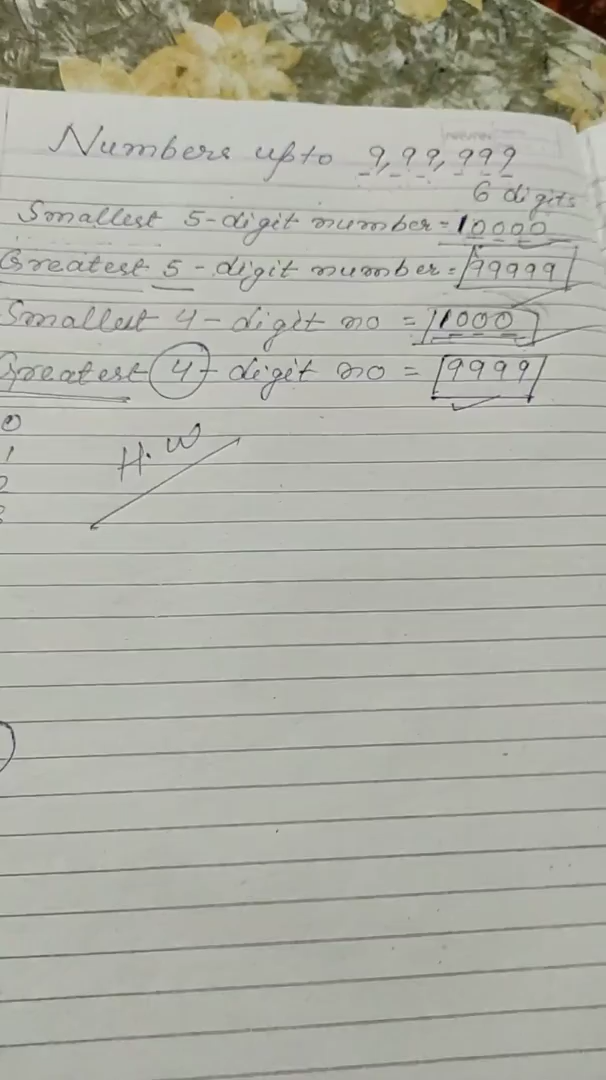 Numbers upto 9,99,999
6 digits
Smallest 5-digit number = 10000
Greatest 5-digit number = 99999
Smallest 4-digit no = 1000
Greatest 4-digit no = 9999
0
1
2
3
H.W